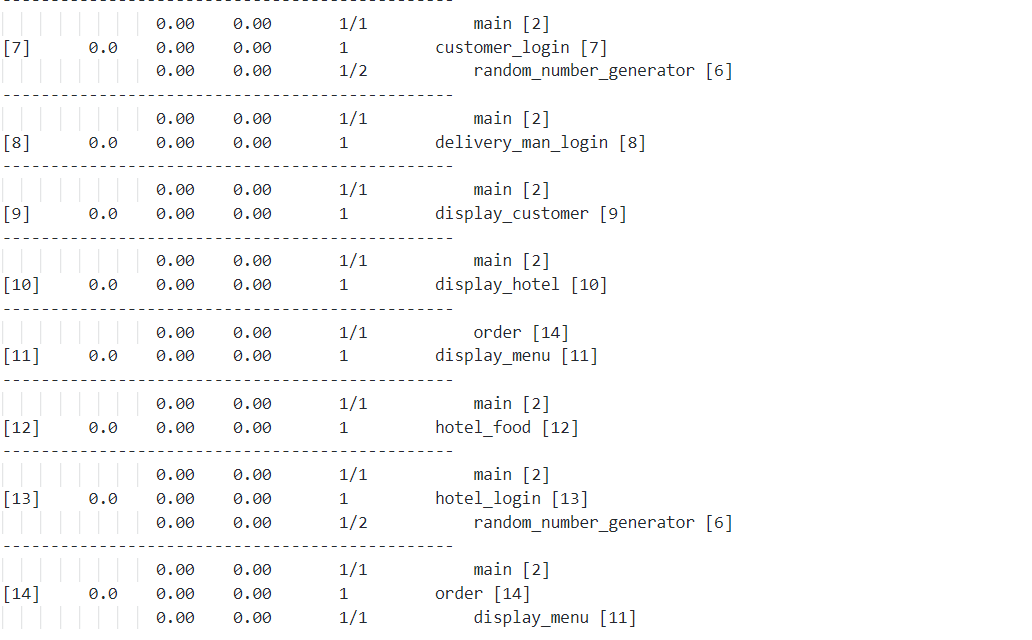 -----------------------------------------------
                0.00    0.00       1/1           main [2]
[7]      0.0    0.00    0.00       1         customer_login [7]
                0.00    0.00       1/2           random_number_generator [6]
-----------------------------------------------
                0.00    0.00       1/1           main [2]
[8]      0.0    0.00    0.00       1         delivery_man_login [8]
-----------------------------------------------
                0.00    0.00       1/1           main [2]
[9]      0.0    0.00    0.00       1         display_customer [9]
-----------------------------------------------
                0.00    0.00       1/1           main [2]
[10]     0.0    0.00    0.00       1         display_hotel [10]
-----------------------------------------------
                0.00    0.00       1/1           order [14]
[11]     0.0    0.00    0.00       1         display_menu [11]
-----------------------------------------------
                0.00    0.00       1/1           main [2]
[12]     0.0    0.00    0.00       1         hotel_food [12]
-----------------------------------------------
                0.00    0.00       1/1           main [2]
[13]     0.0    0.00    0.00       1         hotel_login [13]
                0.00    0.00       1/2           random_number_generator [6]
-----------------------------------------------
                0.00    0.00       1/1           main [2]
[14]     0.0    0.00    0.00       1         order [14]
                0.00    0.00       1/1           display_menu [11]